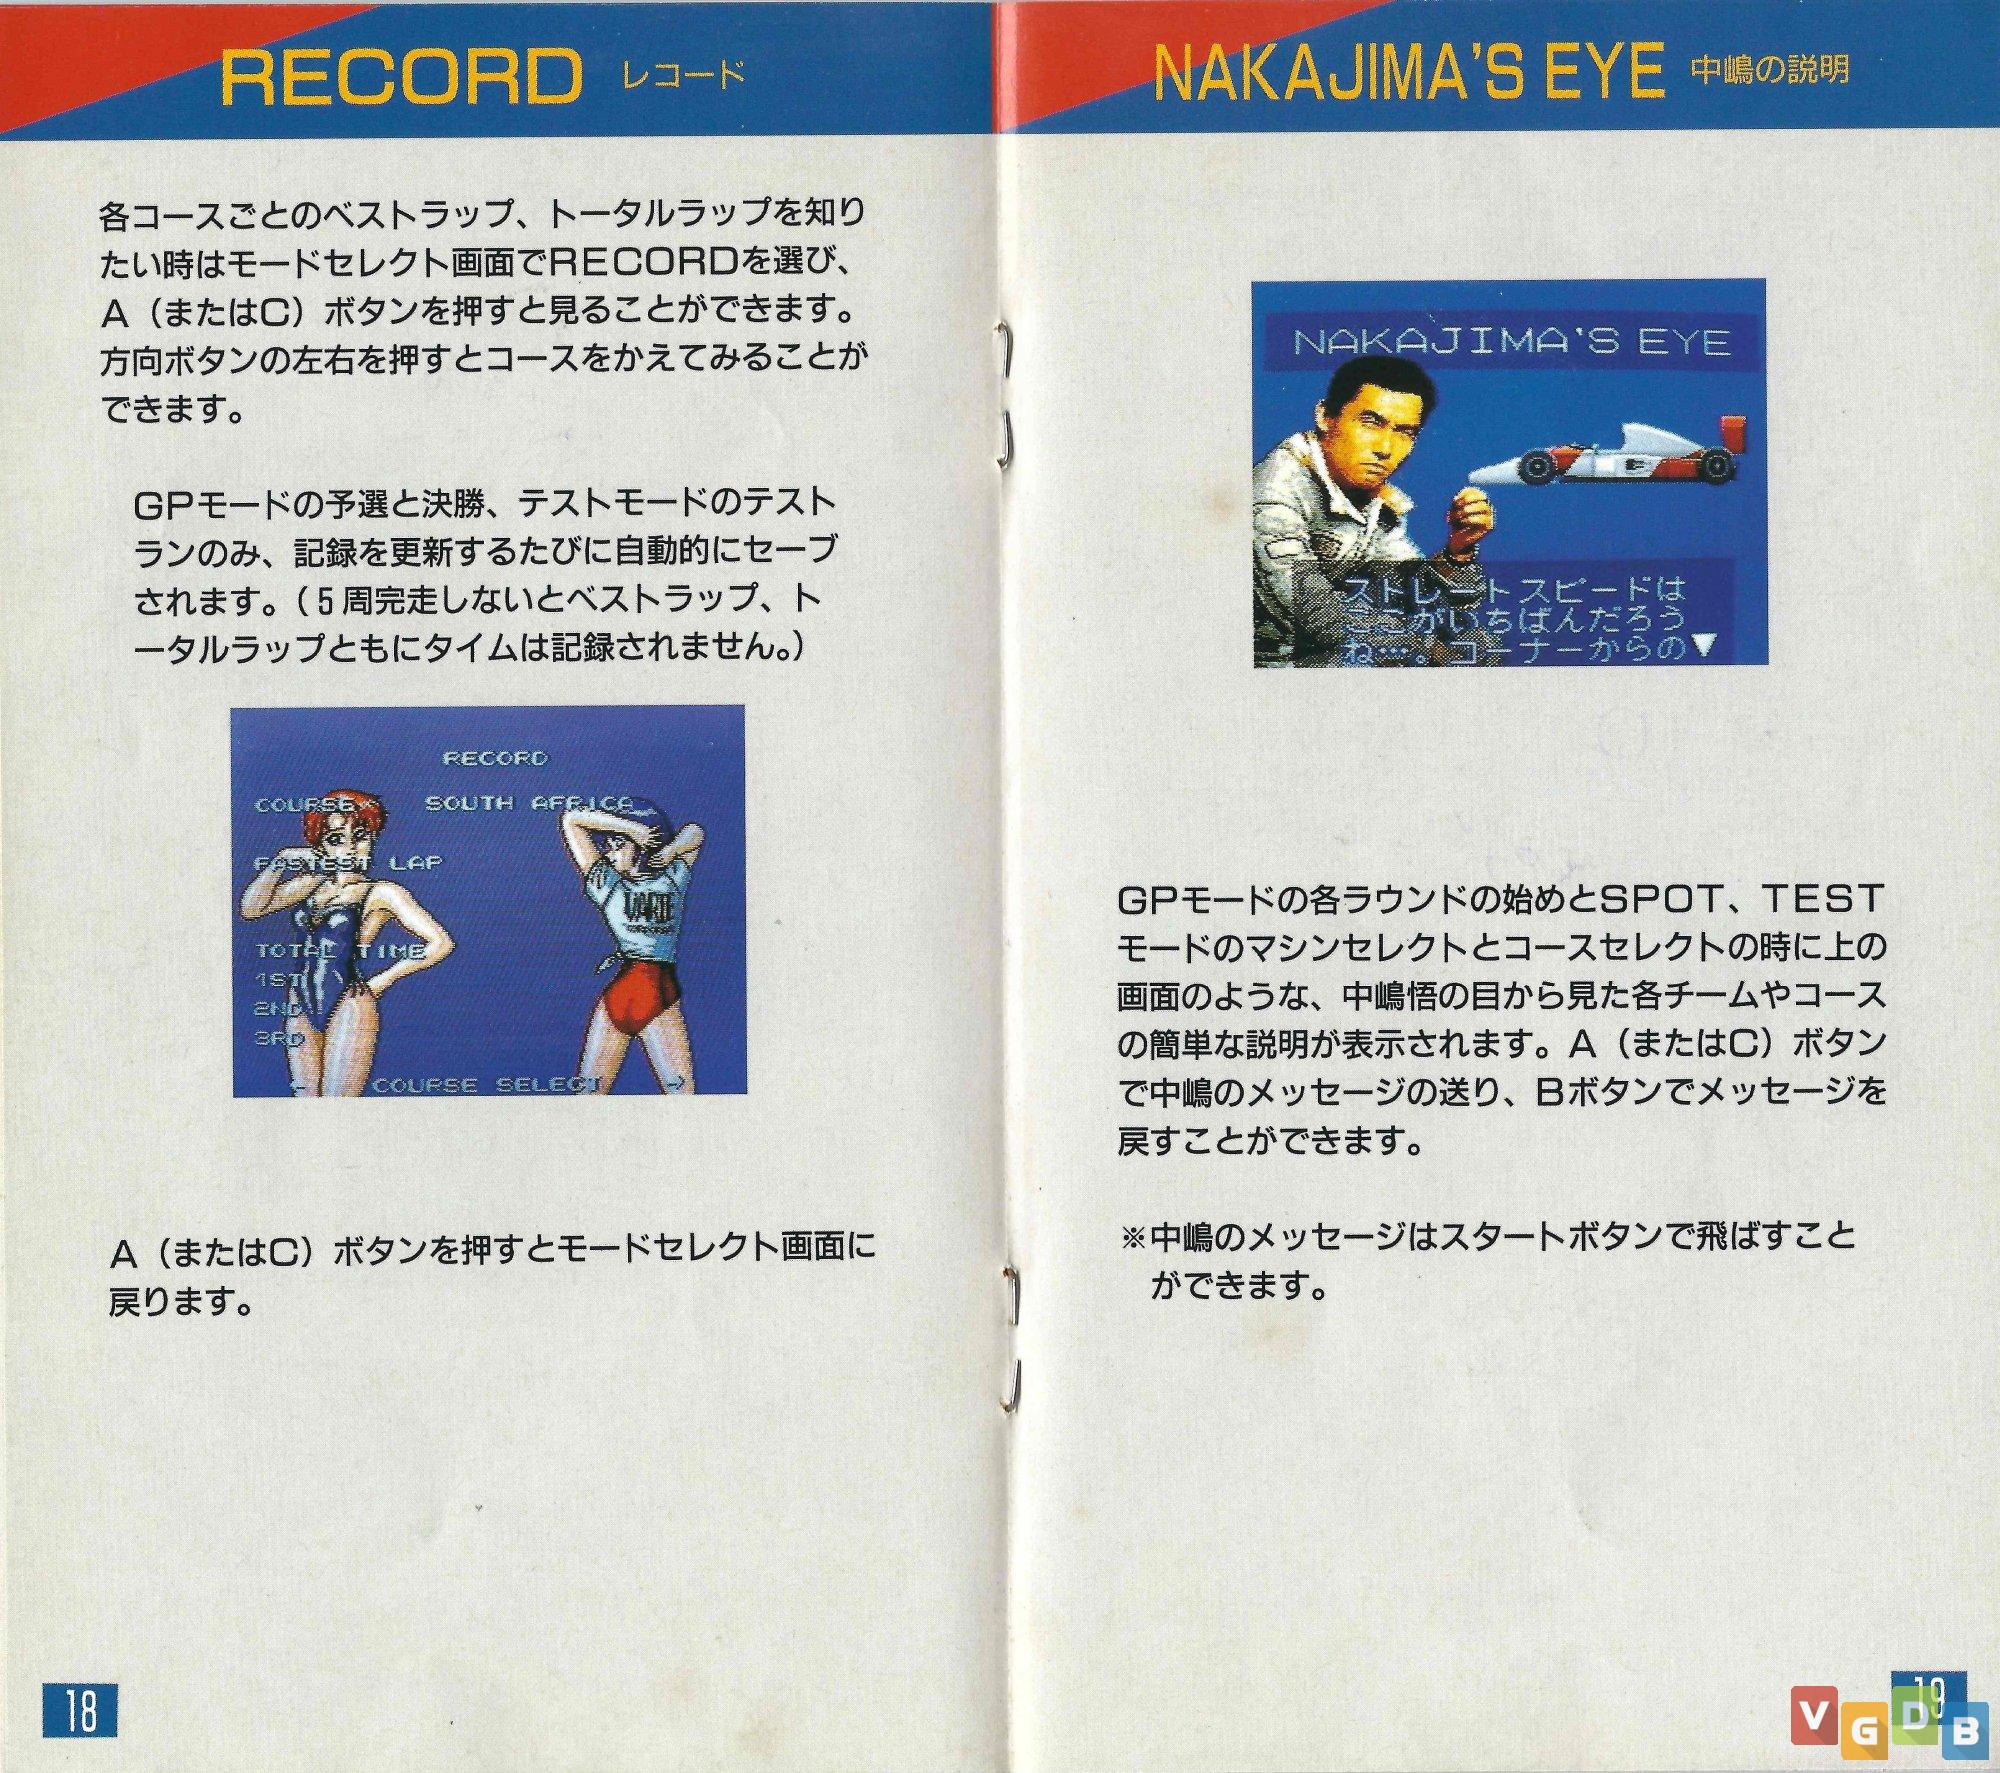 RECORD レコード
各コースごとのベストラップ、トータルラップを知り
たい時はモードセレクト画面でRECORDを選び、
A（またはC）ボタンを押すと見ることができます。
方向ボタンの左右を押すとコースをかえてみることが
できます。
GPモードの予選と決勝、テストモードのテスト
ランのみ、記録を更新するたびに自動的にセーブ
されます。（5周完走しないとベストラップ、ト
ータルラップともにタイムは記録されません。）
RECORD
COURSE SOUTH AFRICA
FASTEST LAP
TOTAL TIME
1ST
2ND
3RD
← COURSE SELECT →
A（またはC）ボタンを押すとモードセレクト画面に
戻ります。
18
NAKAJIMA'S EYE 中嶋の説明
NAKAJIMA'S EYE
ストレートスピードは
ここがいちばんだろう
ね…。コーナーからの▼
GPモードの各ラウンドの始めとSPOT、TEST
モードのマシンセレクトとコースセレクトの時に上の
画面のような、中嶋悟の目から見た各チームやコース
の簡単な説明が表示されます。A（またはC）ボタン
で中嶋のメッセージの送り、Bボタンでメッセージを
戻すことができます。
※中嶋のメッセージはスタートボタンで飛ばすこと
ができます。
19
VGDB